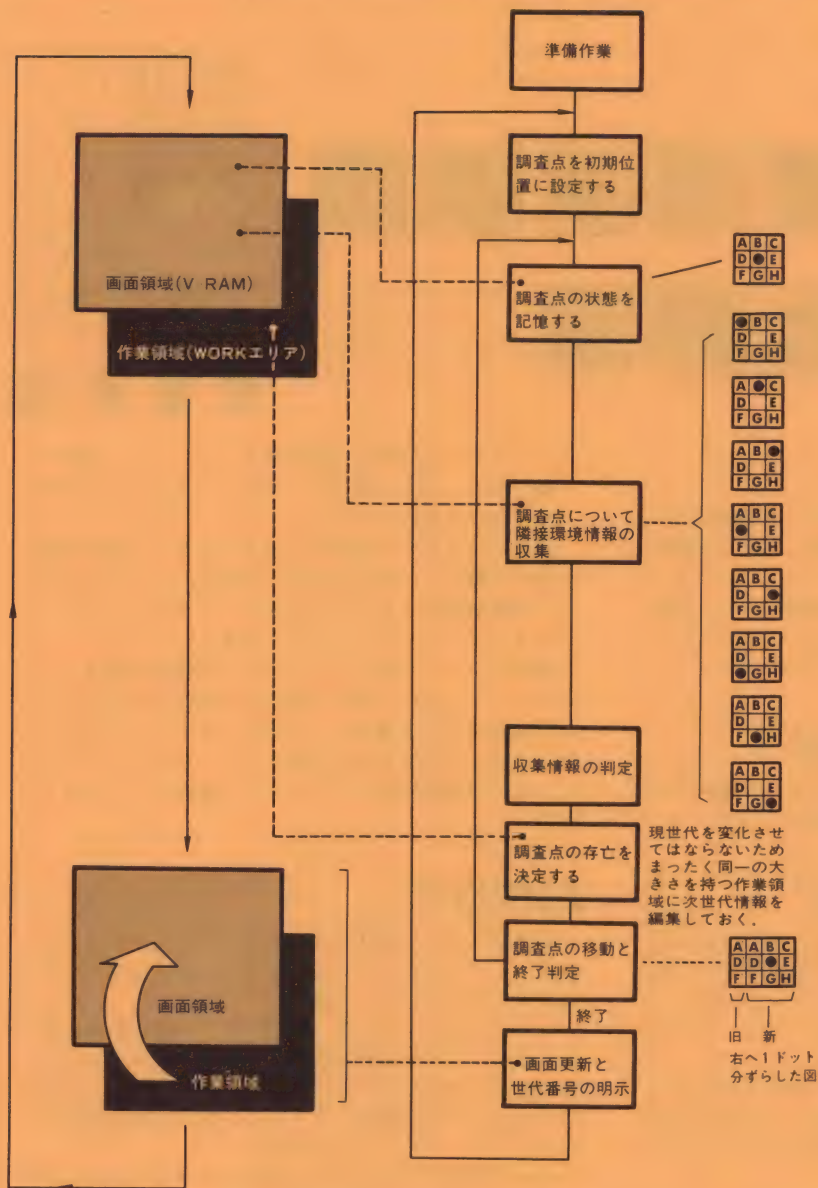 準備作業
調査点を初期位
置に設定する
画面領域(V RAM)
作業領域(WORKエリア)
調査点の状態を
記憶する
A B C
D E
F G H
B C
D E
F G H
A C
D E
F G H
A B
D E
F G H
調査点について
隣接環境情報の
収集
A B C
E
F G H
A B C
D
F G H
A B C
D E
G H
A B C
D E
F H
A B C
D E
F G
収集情報の判定
調査点の存亡を
決定する
現世代を変化させ
てはならないため
まったく同一の大
きさを持つ作業領
域に次世代情報を
編集しておく.
調査点の移動と
終了判定
A A B C
D D E
F F G H
旧 新
右へ1ドット
分ずらした図
終了
画面更新と
世代番号の明示
画面領域
作業領域